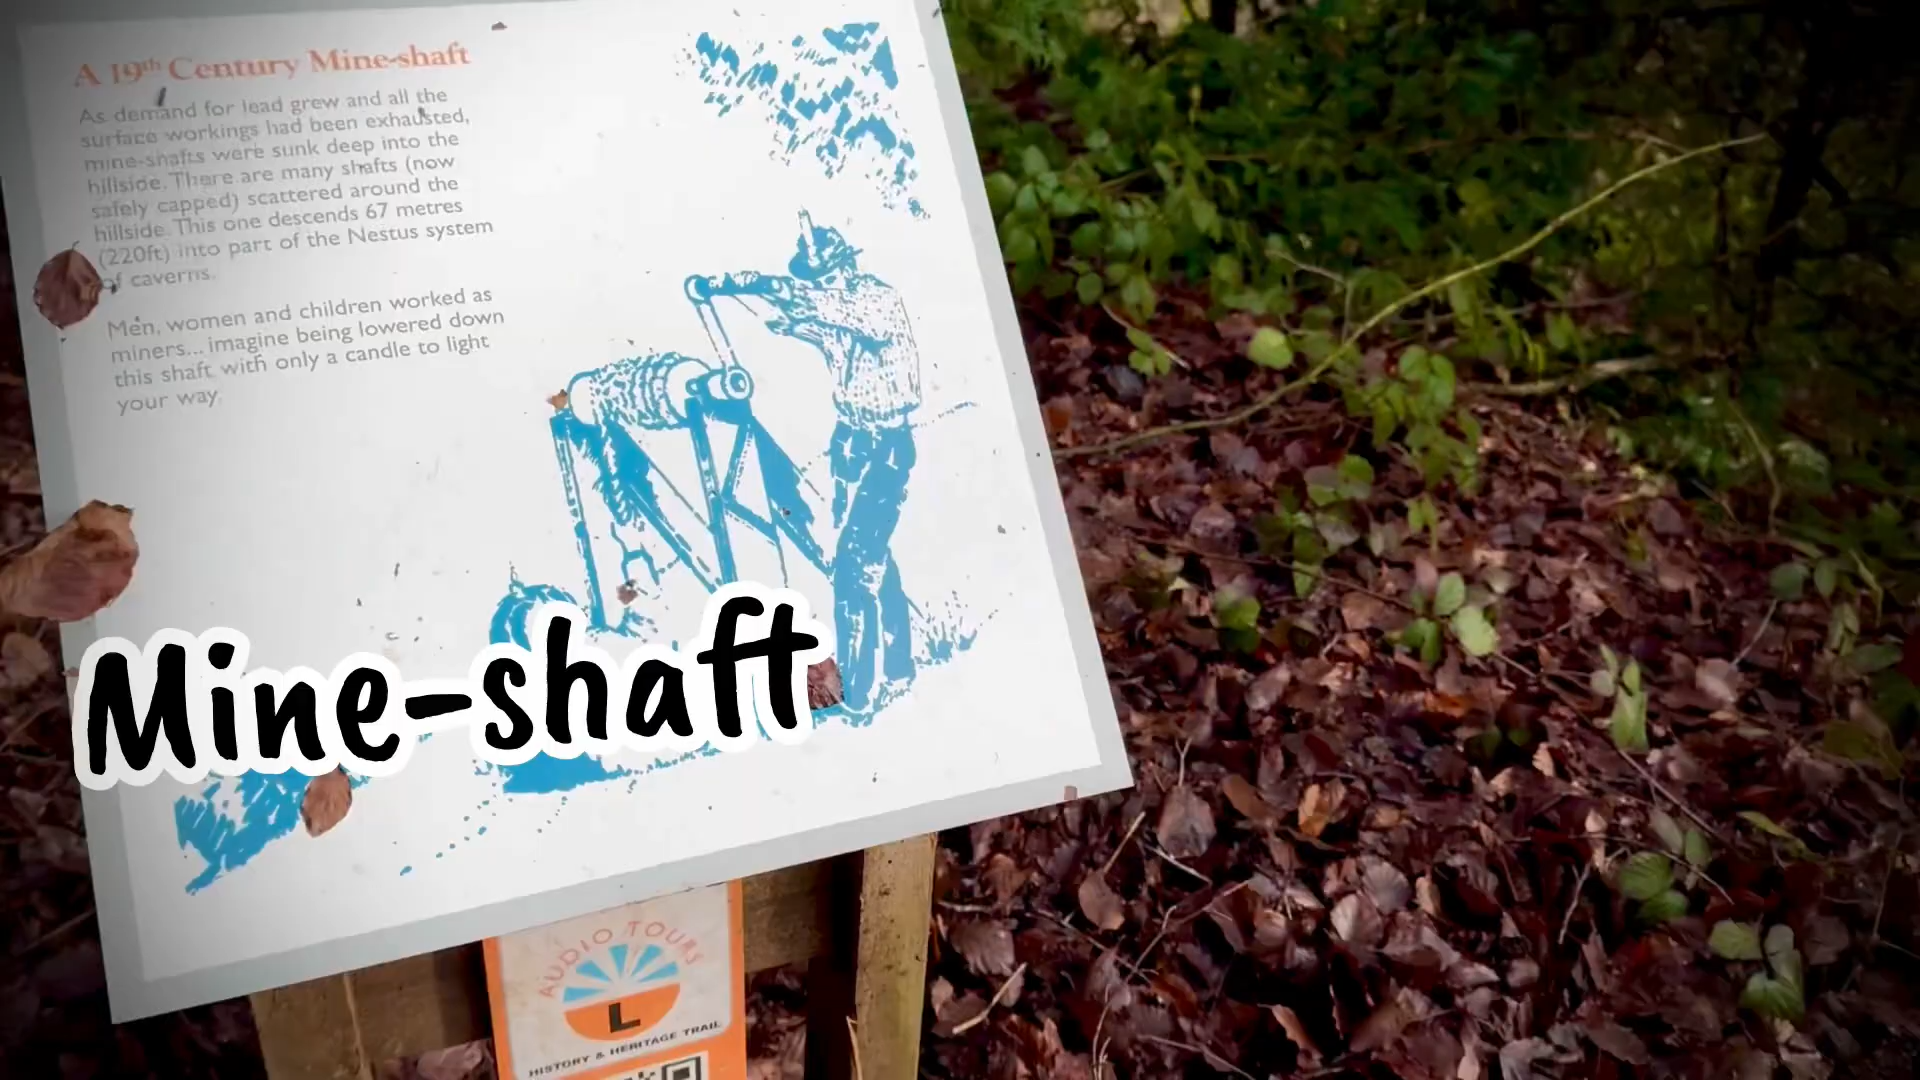 A 19th Century Mine-shaft
As demand for lead grew and all the
surface workings had been exhausted,
mine-shafts were sunk deep into the
hillside. There are many shafts (now
safely capped) scattered around the
hillside. This one descends 67 metres
(220ft) into part of the Nestus system
of caverns.
Men, women and children worked as
miners... imagine being lowered down
this shaft with only a candle to light
your way.
Mine-shaft
AUDIO TOURS
L
HISTORY & HERITAGE TRAIL